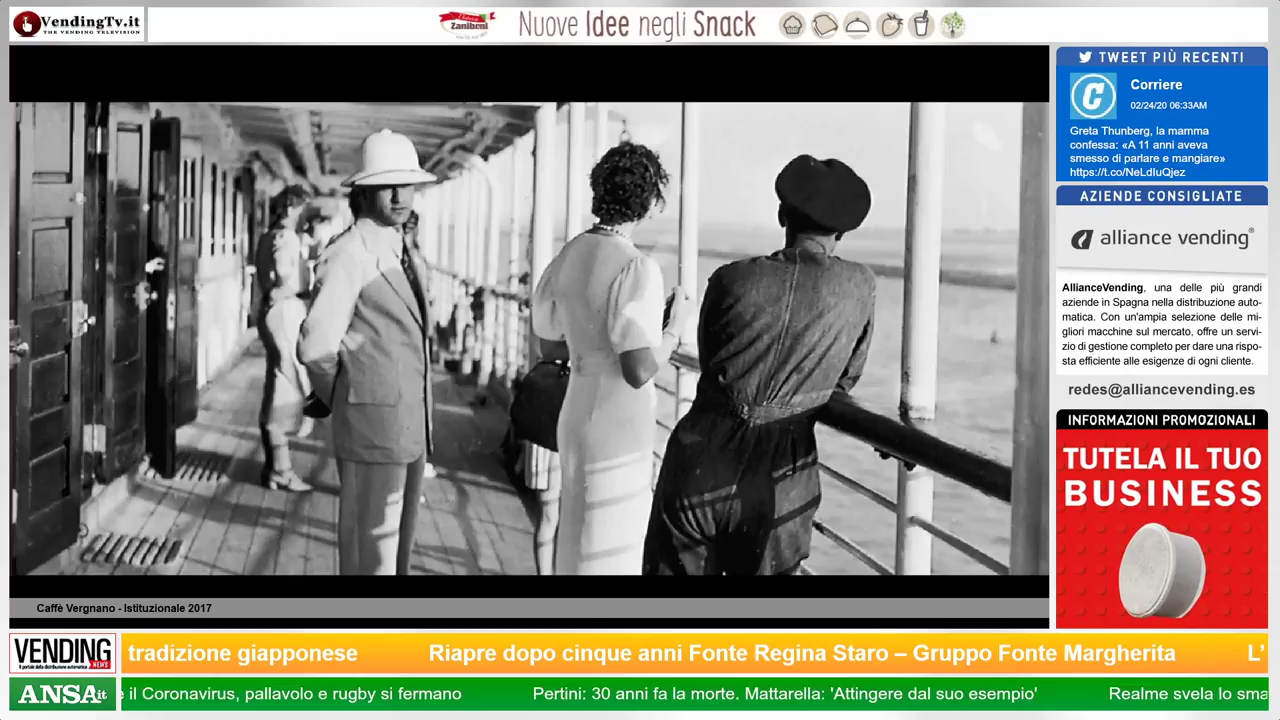 VendingTv.it
THE VENDING TELEVISION
Zaniboni
Nuove Idee negli Snack
TWEET PIÙ RECENTI
Corriere
02/24/20 06:33AM
Greta Thunberg, la mamma
confessa: «A 11 anni aveva
smesso di parlare e mangiare»
https://t.co/NeLdIuQjez
AZIENDE CONSIGLIATE
alliance vending®
AllianceVending, una delle più grandi
aziende in Spagna nella distribuzione auto-
matica. Con un'ampia selezione delle mi-
gliori macchine sul mercato, offre un servi-
zio di gestione completo per dare una rispo-
sta efficiente alle esigenze di ogni cliente.
redes@alliancevending.es
INFORMAZIONI PROMOZIONALI
TUTELA IL TUO
BUSINESS
Caffè Vergnano - Istituzionale 2017
VENDING
Il portale della distribuzione automatica NEWS
tradizione giapponese Riapre dopo cinque anni Fonte Regina Staro – Gruppo Fonte Margherita L’
ANSA.it
e il Coronavirus, pallavolo e rugby si fermano Pertini: 30 anni fa la morte. Mattarella: 'Attingere dal suo esempio' Realme svela lo sma